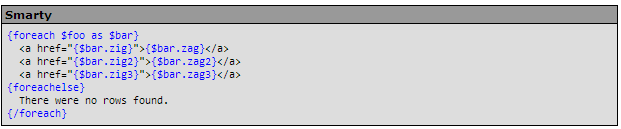 Smarty
{foreach $foo as $bar}
<a href="{$bar.zig}">{$bar.zag}</a>
<a href="{$bar.zig2}">{$bar.zag2}</a>
<a href="{$bar.zig3}">{$bar.zag3}</a>
{foreachelse}
There were no rows found.
{/foreach}